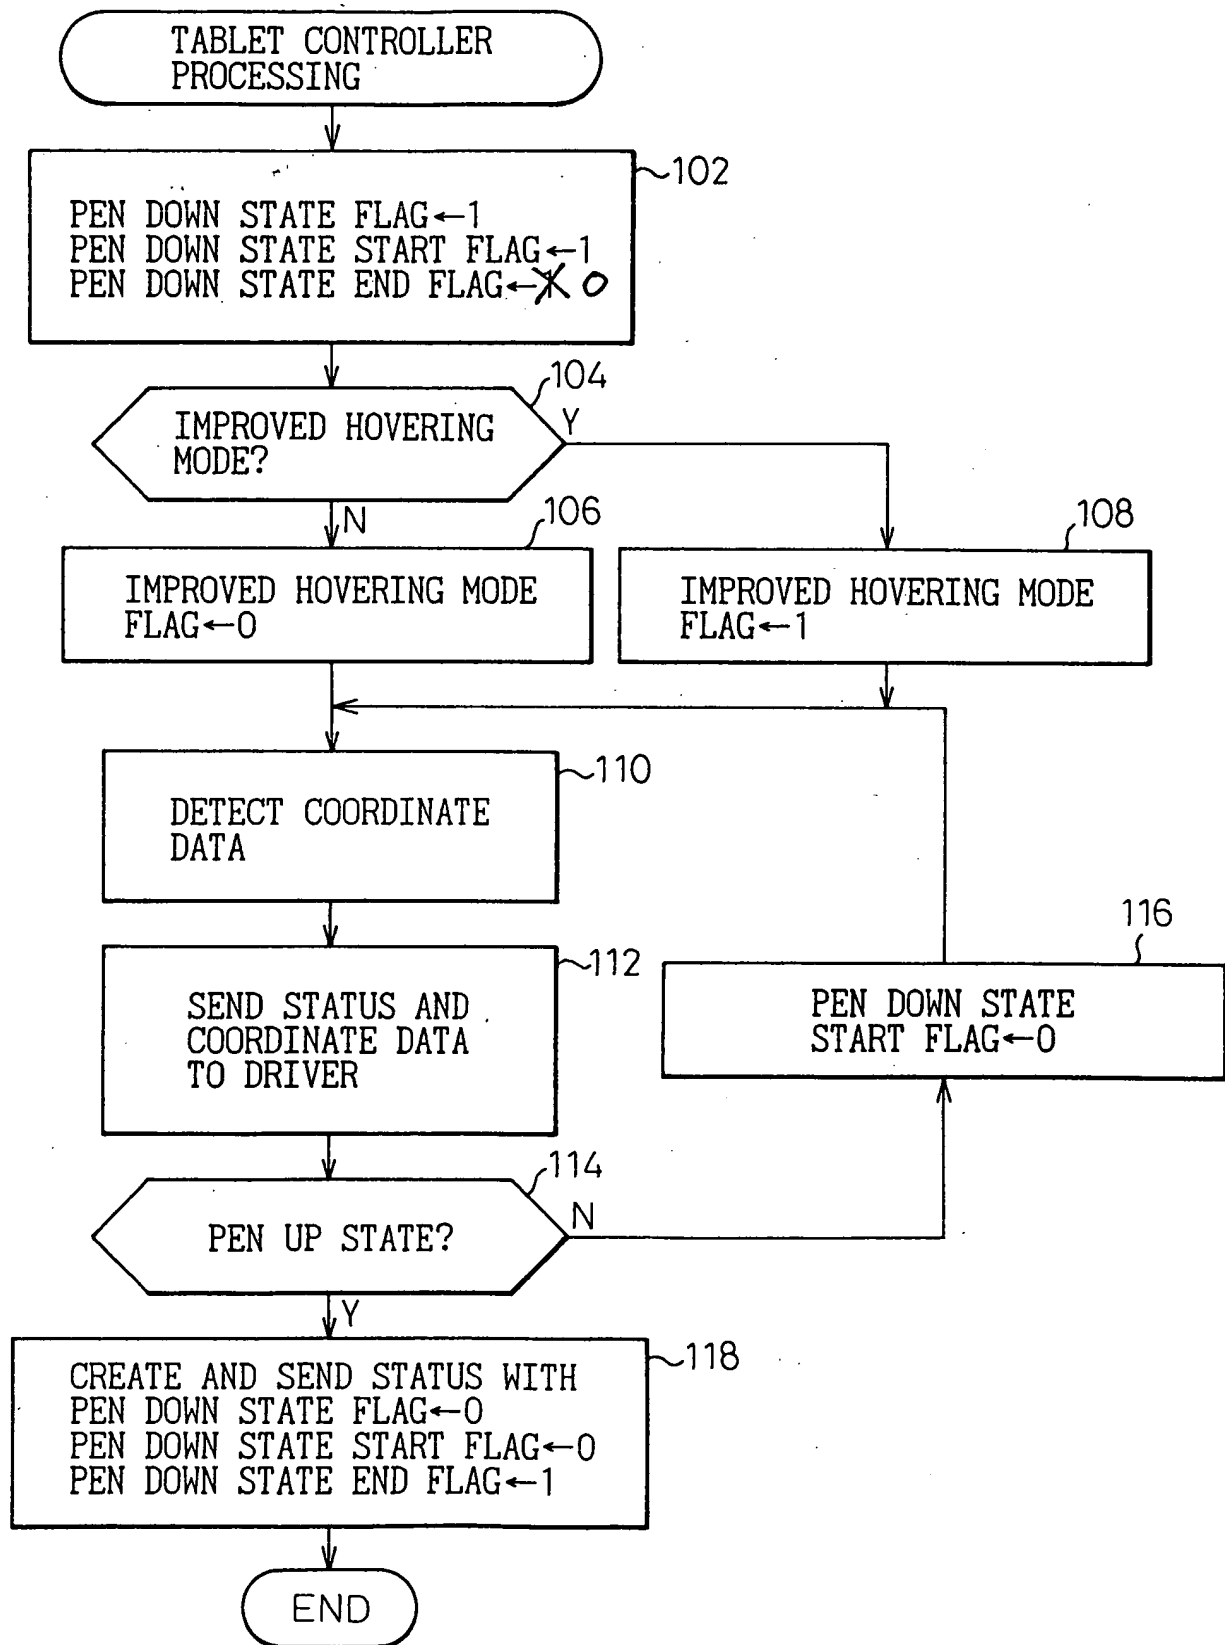 TABLET CONTROLLER
PROCESSING
102
PEN DOWN STATE FLAG←1
PEN DOWN STATE START FLAG←1
PEN DOWN STATE END FLAG←1 0
104
IMPROVED HOVERING
MODE?
Y
N
106
IMPROVED HOVERING MODE
FLAG←0
108
IMPROVED HOVERING MODE
FLAG←1
110
DETECT COORDINATE
DATA
112
SEND STATUS AND
COORDINATE DATA
TO DRIVER
116
PEN DOWN STATE
START FLAG←0
114
PEN UP STATE?
N
Y
118
CREATE AND SEND STATUS WITH
PEN DOWN STATE FLAG←0
PEN DOWN STATE START FLAG←0
PEN DOWN STATE END FLAG←1
END